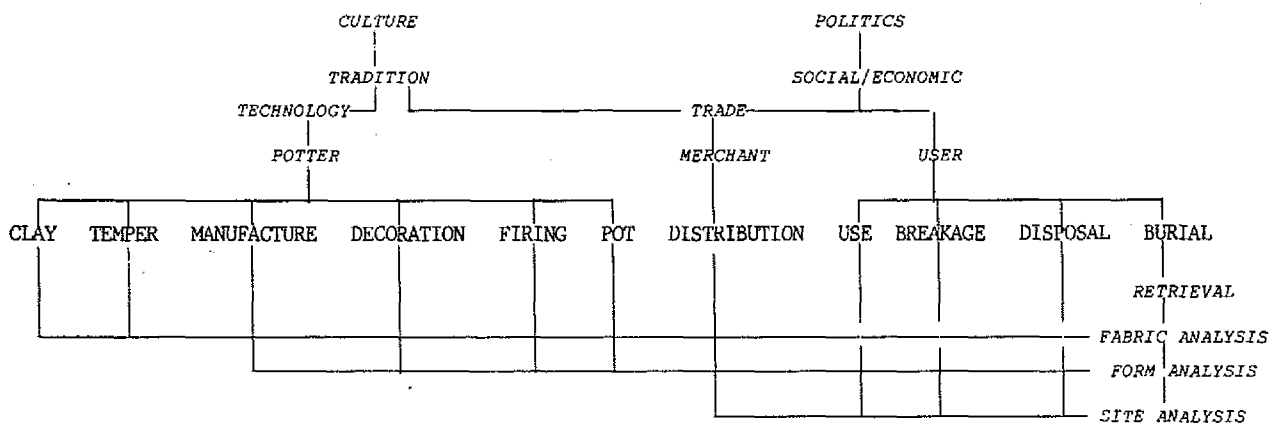 CULTURE POLITICS
TRADITION SOCIAL/ECONOMIC
TECHNOLOGY TRADE
POTTER MERCHANT USER
CLAY TEMPER MANUFACTURE DECORATION FIRING POT DISTRIBUTION USE BREAKAGE DISPOSAL BURIAL
RETRIEVAL
FABRIC ANALYSIS
FORM ANALYSIS
SITE ANALYSIS